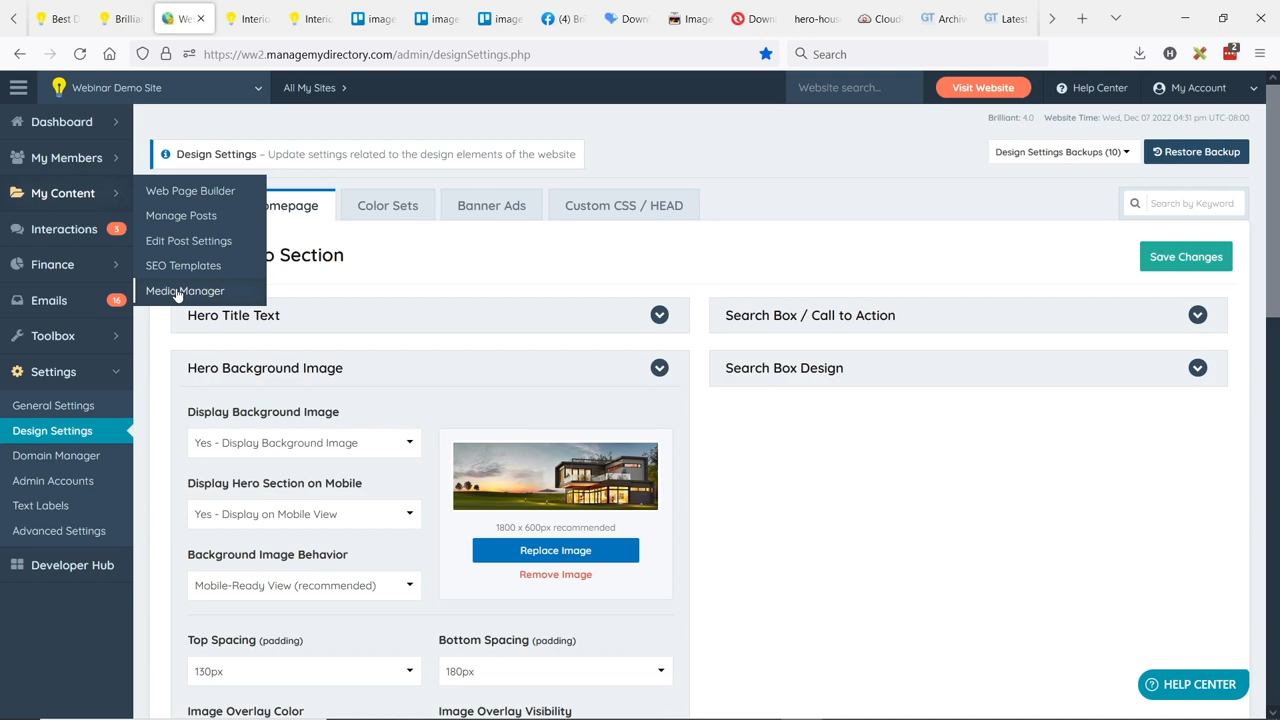 Best D
Brillia
We
Interio
Interio
image
image
image
(4) Bri
Down
Image
Down
hero-hous
Cloud
Archiv
Latest
https://ww2.managemydirectory.com/admin/designSettings.php
Search
2
Webinar Demo Site
All My Sites
Website search...
Visit Website
Help Center
My Account
Brilliant: 4.0 Website Time: Wed, Dec 07 2022 04:31 pm UTC-08:00
Dashboard
My Members
My Content
Interactions 3
Finance
Emails 16
Toolbox
Settings
General Settings
Design Settings
Domain Manager
Admin Accounts
Text Labels
Advanced Settings
Developer Hub
Web Page Builder
Manage Posts
Edit Post Settings
SEO Templates
Media Manager
Design Settings – Update settings related to the design elements of the website
Design Settings Backups (10)
Restore Backup
omepage
Color Sets
Banner Ads
Custom CSS / HEAD
Search by Keyword
o Section
Save Changes
Hero Title Text
Search Box / Call to Action
Hero Background Image
Search Box Design
Display Background Image
Yes - Display Background Image
Display Hero Section on Mobile
Yes - Display on Mobile View
Background Image Behavior
Mobile-Ready View (recommended)
1800 x 600px recommended
Replace Image
Remove Image
Top Spacing (padding)
130px
Bottom Spacing (padding)
180px
Image Overlay Color
Image Overlay Visibility
HELP CENTER